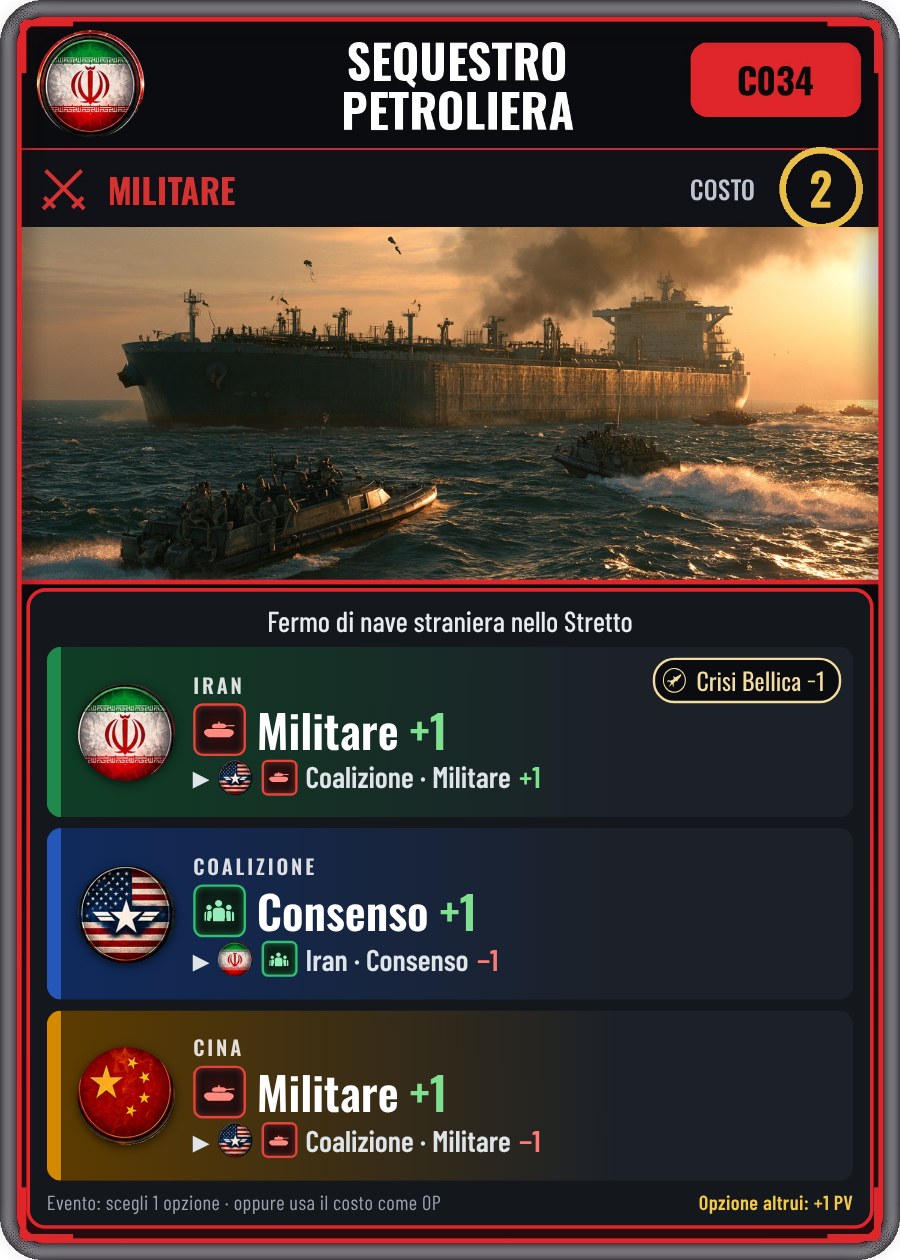 SEQUESTRO
PETROLIERA
C034
MILITARE
COSTO
2
Fermo di nave straniera nello Stretto
IRAN
Crisi Bellica −1
Militare +1
▶ Coalizione · Militare +1
COALIZIONE
Consenso +1
▶ Iran · Consenso −1
CINA
Militare +1
▶ Coalizione · Militare −1
Evento: scegli 1 opzione · oppure usa il costo come OP
Opzione altrui: +1 PV